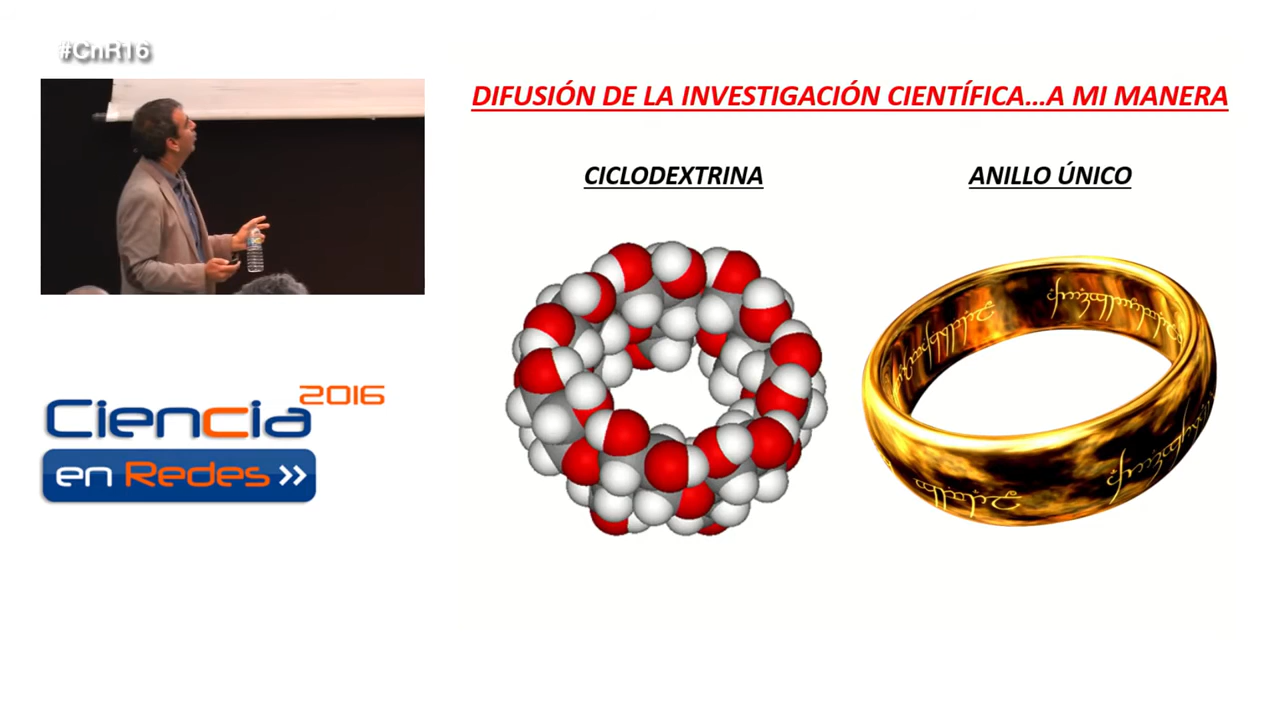 #CnR16
DIFUSIÓN DE LA INVESTIGACIÓN CIENTÍFICA...A MI MANERA
CICLODEXTRINA
ANILLO ÚNICO
2016
Ciencia
en Redes >>